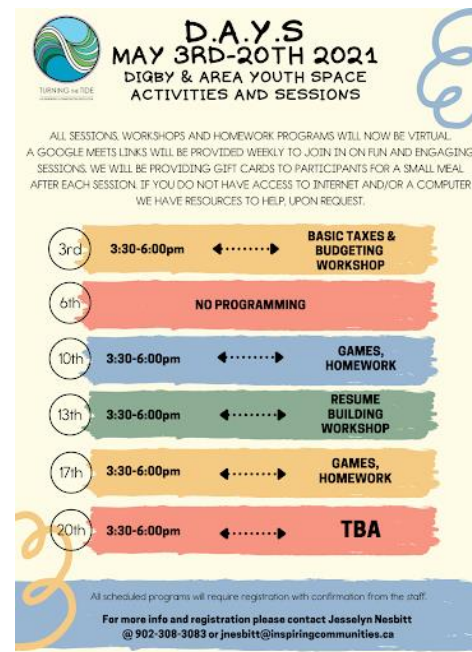 D.A.Y.S
MAY 3RD-20TH 2021
DIGBY & AREA YOUTH SPACE
ACTIVITIES AND SESSIONS
TURNING THE TIDE
ALL SESSIONS, WORKSHOPS AND HOMEWORK PROGRAMS WILL NOW BE VIRTUAL.
A GOOGLE MEETS LINKS WILL BE PROVIDED WEEKLY TO JOIN IN ON FUN AND ENGAGING
SESSIONS. WE WILL BE PROVIDING GIFT CARDS TO PARTICIPANTS FOR A SMALL MEAL
AFTER EACH SESSION. IF YOU DO NOT HAVE ACCESS TO INTERNET AND/OR A COMPUTER
WE HAVE RESOURCES TO HELP, UPON REQUEST.
3rd 3:30-6:00pm BASIC TAXES &
BUDGETING
WORKSHOP
6th NO PROGRAMMING
10th 3:30-6:00pm GAMES,
HOMEWORK
13th 3:30-6:00pm RESUME
BUILDING
WORKSHOP
17th 3:30-6:00pm GAMES,
HOMEWORK
20th 3:30-6:00pm TBA
All scheduled programs will require registration with confirmation from the staff.
For more info and registration please contact Jesselyn Nesbitt
@ 902-308-3083 or jnesbitt@inspiringcommunities.ca